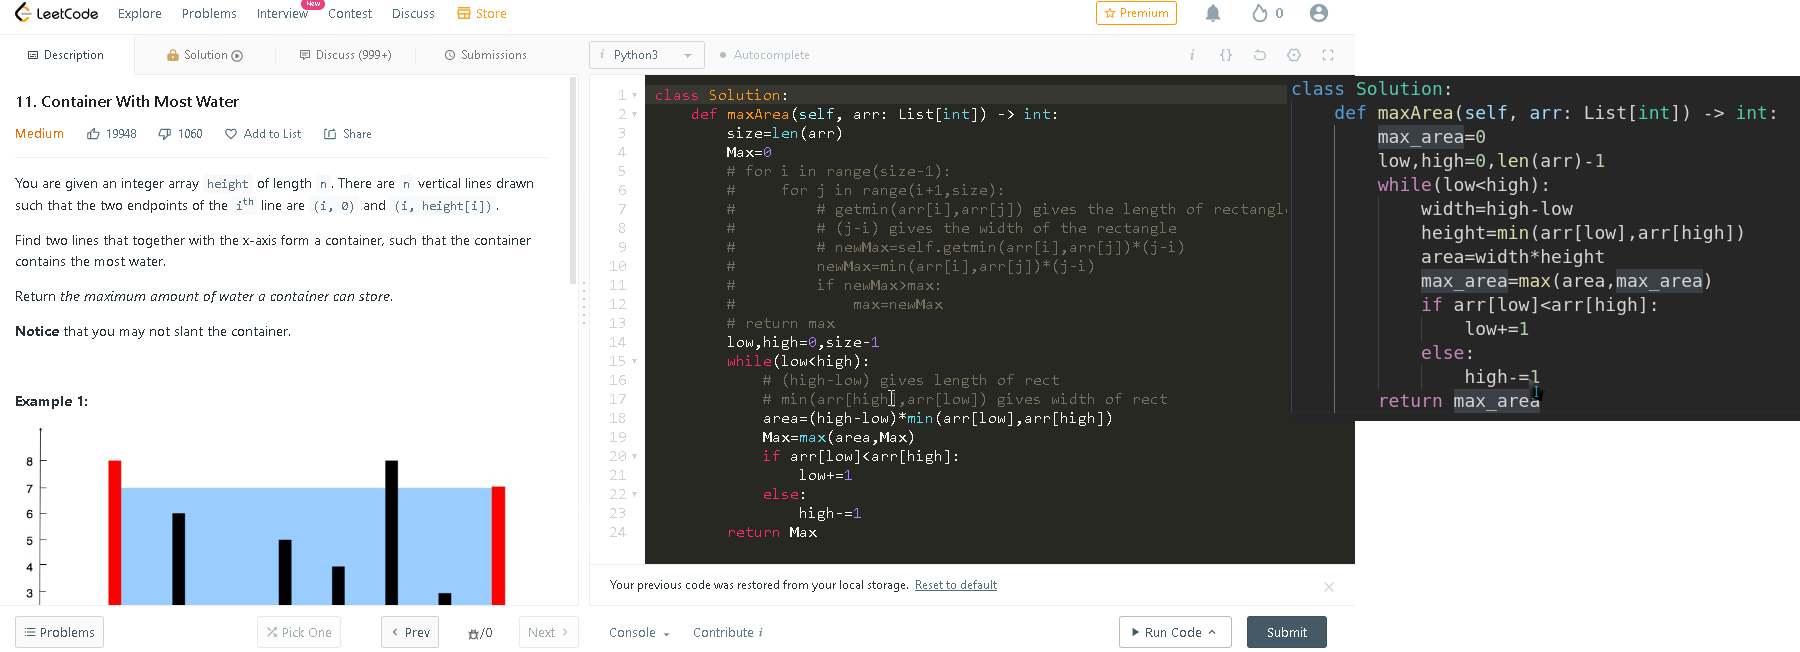 LeetCode Explore Problems Interview New Contest Discuss Store Premium 0
Description Solution Discuss (999+) Submissions
11. Container With Most Water
Medium 19948 1060 Add to List Share
You are given an integer array height of length n. There are n vertical lines drawn
such that the two endpoints of the ith line are (i, 0) and (i, height[i]).
Find two lines that together with the x-axis form a container, such that the container
contains the most water.
Return the maximum amount of water a container can store.
Notice that you may not slant the container.
Example 1:
8
7
6
5
4
3
Problems Pick One Prev /0 Next
i Python3 Autocomplete i {}
1 class Solution:
2 def maxArea(self, arr: List[int]) -> int:
3 size=len(arr)
4 Max=0
5 # for i in range(size-1):
6 # for j in range(i+1,size):
7 # # getmin(arr[i],arr[j]) gives the length of rectangle
8 # # (j-i) gives the width of the rectangle
9 # # newMax=self.getmin(arr[i],arr[j])*(j-i)
10 # newMax=min(arr[i],arr[j])*(j-i)
11 # if newMax>max:
12 # max=newMax
13 # return max
14 low,high=0,size-1
15 while(low<high):
16 # (high-low) gives length of rect
17 # min(arr[high],arr[low]) gives width of rect
18 area=(high-low)*min(arr[low],arr[high])
19 Max=max(area,Max)
20 if arr[low]<arr[high]:
21 low+=1
22 else:
23 high-=1
24 return Max
Your previous code was restored from your local storage. Reset to default
Console Contribute i Run Code Submit
class Solution:
def maxArea(self, arr: List[int]) -> int:
max_area=0
low,high=0,len(arr)-1
while(low<high):
width=high-low
height=min(arr[low],arr[high])
area=width*height
max_area=max(area,max_area)
if arr[low]<arr[high]:
low+=1
else:
high-=1
return max_area